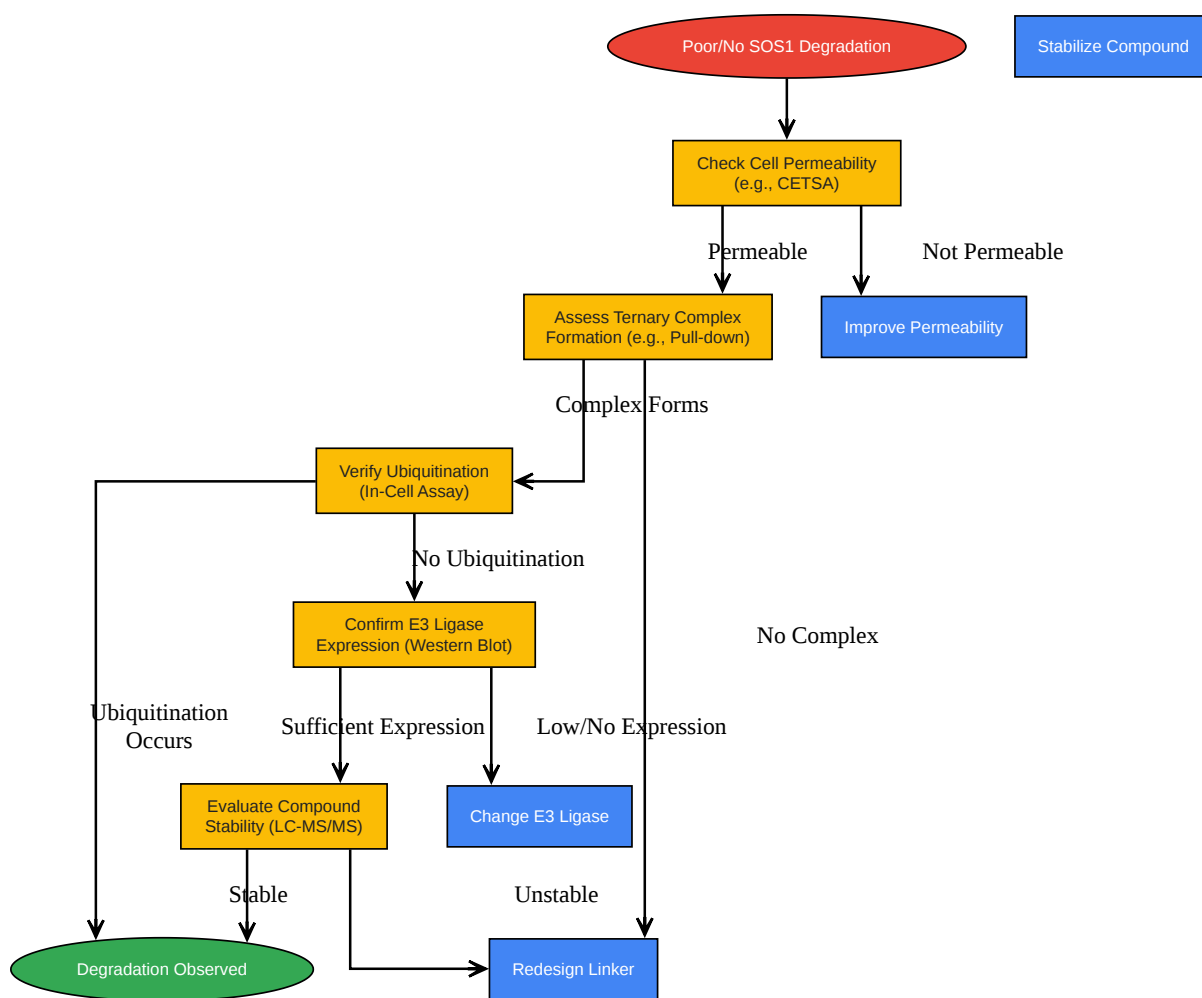 Poor/No SOS1 Degradation
Stabilize Compound
Check Cell Permeability
(e.g., CETSA)
Permeable
Not Permeable
Assess Ternary Complex
Formation (e.g., Pull-down)
Improve Permeability
Complex Forms
Verify Ubiquitination
(In-Cell Assay)
No Ubiquitination
Confirm E3 Ligase
Expression (Western Blot)
No Complex
Ubiquitination
Occurs
Sufficient Expression
Low/No Expression
Evaluate Compound
Stability (LC-MS/MS)
Change E3 Ligase
Stable
Unstable
Degradation Observed
Redesign Linker